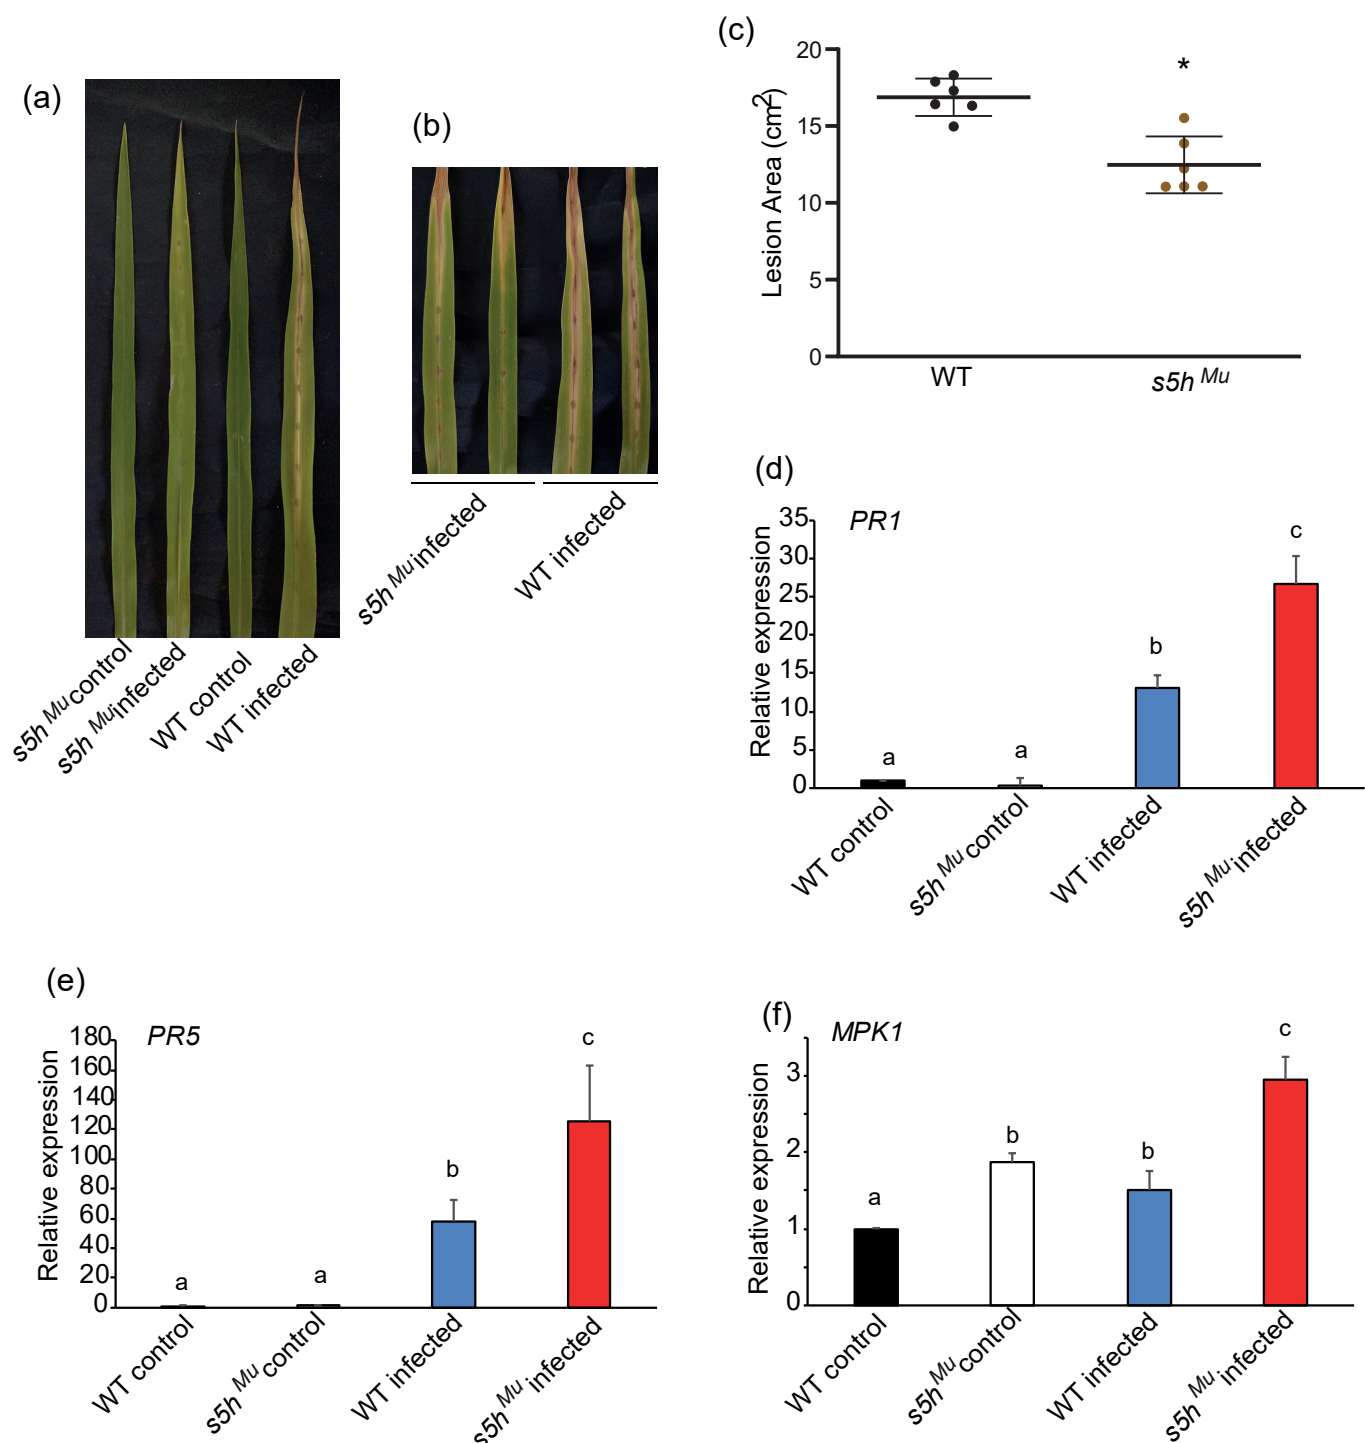 (a)
s5h Mu control
s5h Mu infected
WT control
WT infected
(b)
s5h Mu infected
WT infected
(c)
Lesion Area (cm2)
20
15
10
5
0
*
WT
s5h Mu
(d)
PR1
Relative expression
35
30
25
20
15
10
5
0
a
a
b
c
WT control
s5h Mu control
WT infected
s5h Mu infected
(e)
PR5
Relative expression
180
160
140
120
100
80
60
40
20
0
a
a
b
c
WT control
s5h Mu control
WT infected
s5h Mu infected
(f)
MPK1
Relative expression
3
2
1
0
a
b
b
c
WT control
s5h Mu control
WT infected
s5h Mu infected